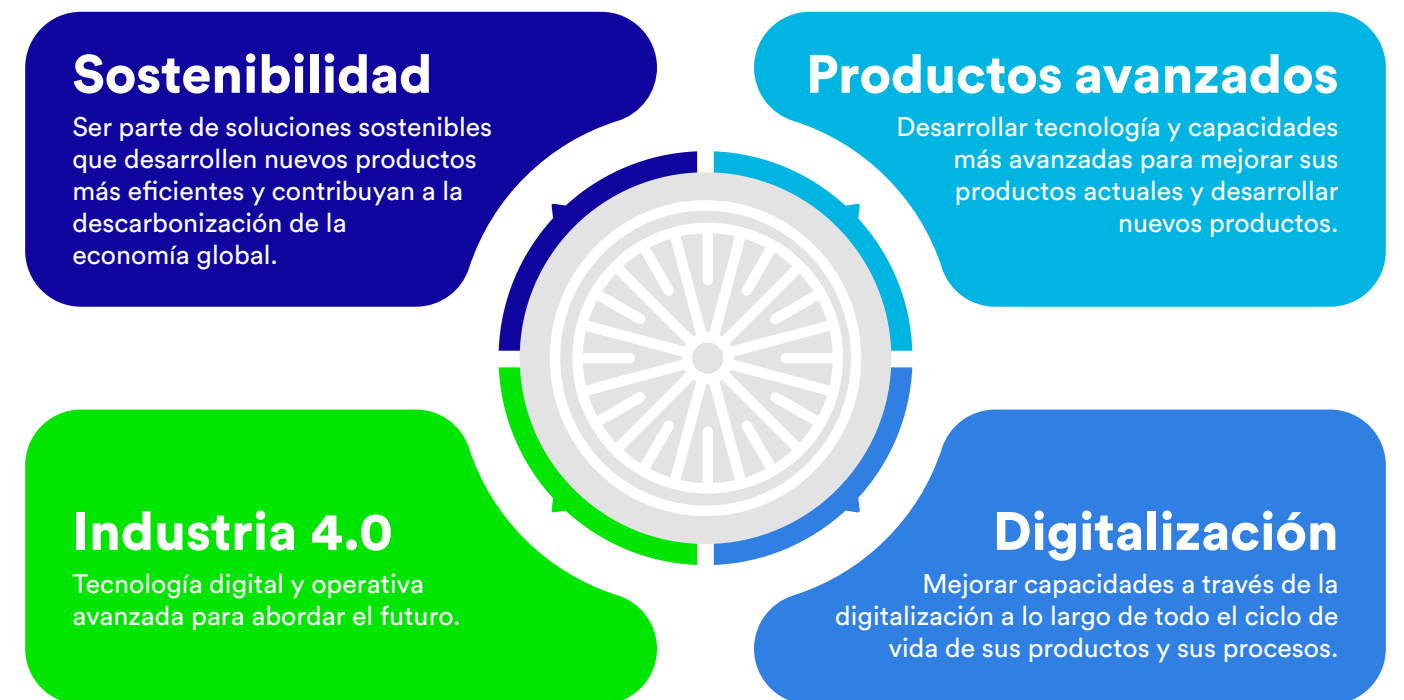 Sostenibilidad
Ser parte de soluciones sostenibles
que desarrollen nuevos productos
más eficientes y contribuyan a la
descarbonización de la
economía global.
Productos avanzados
Desarrollar tecnología y capacidades
más avanzadas para mejorar sus
productos actuales y desarrollar
nuevos productos.
Industria 4.0
Tecnología digital y operativa
avanzada para abordar el futuro.
Digitalización
Mejorar capacidades a través de la
digitalización a lo largo de todo el ciclo de
vida de sus productos y sus procesos.